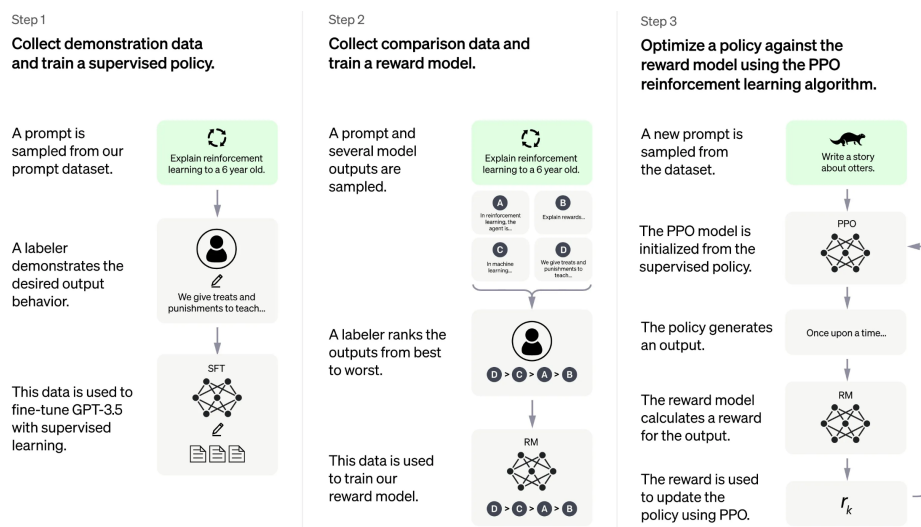 Step 1
Collect demonstration data
and train a supervised policy.
A prompt is
sampled from our
prompt dataset.
Explain reinforcement
learning to a 6 year old.
A labeler
demonstrates the
desired output
behavior.
We give treats and
punishments to teach...
This data is used to
fine-tune GPT-3.5
with supervised
learning.
SFT
Step 2
Collect comparison data and
train a reward model.
A prompt and
several model
outputs are
sampled.
Explain reinforcement
learning to a 6 year old.
A
In reinforcement
learning, the
agent is...
B
Explain rewards...
C
In machine
learning...
D
We give treats and
punishments to
teach...
A labeler ranks the
outputs from best
to worst.
D > C > A > B
This data is used
to train our
reward model.
RM
D > C > A > B
Step 3
Optimize a policy against the
reward model using the PPO
reinforcement learning algorithm.
A new prompt is
sampled from
the dataset.
Write a story
about otters.
The PPO model is
initialized from the
supervised policy.
PPO
The policy generates
an output.
Once upon a time...
The reward model
calculates a reward
for the output.
RM
The reward is used
to update the
policy using PPO.
r_k